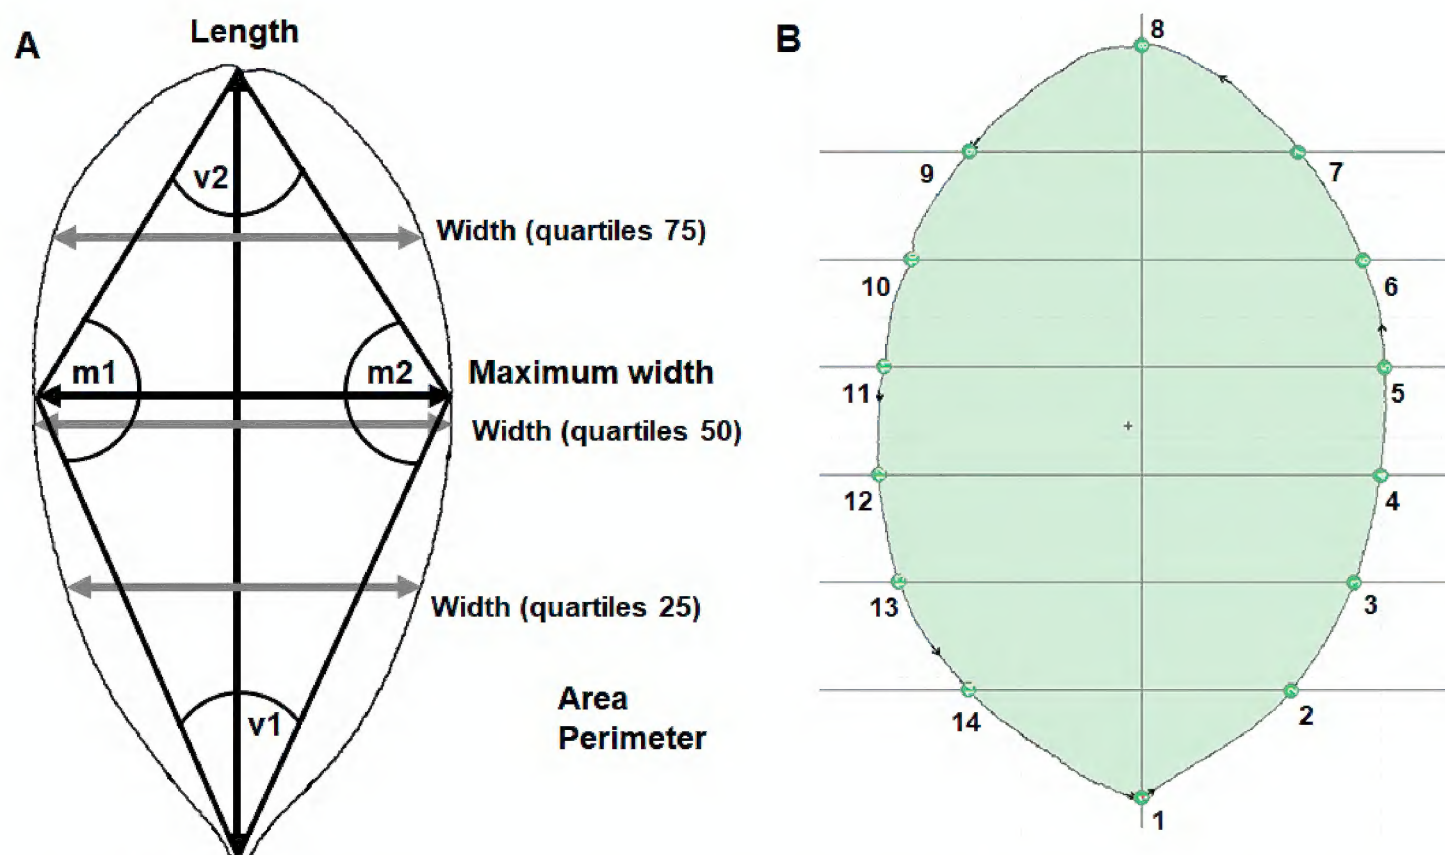 A
Length
v2
Width (quartiles 75)
m1
m2
Maximum width
Width (quartiles 50)
Width (quartiles 25)
v1
Area
Perimeter
B
8
9
7
10
6
11
5
12
4
13
3
14
2
1